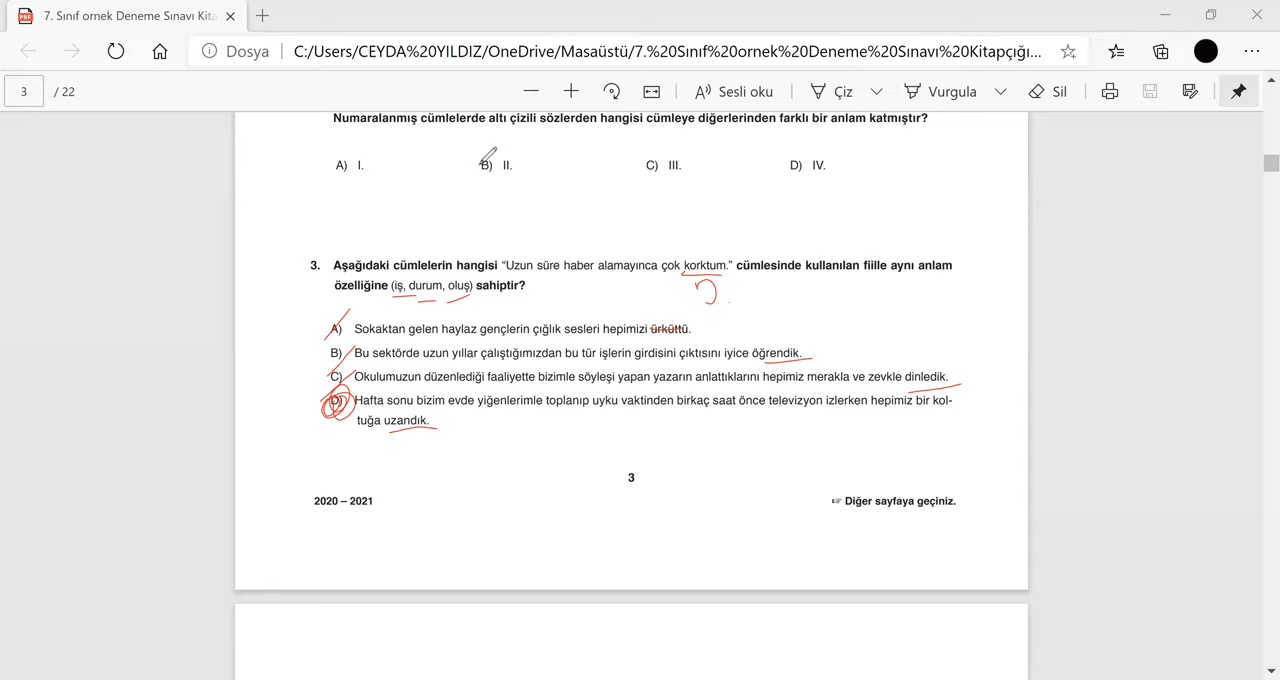 7. Sınıf ornek Deneme Sınavı Kita
Dosya C:/Users/CEYDA%20YILDIZ/OneDrive/Masaüstü/7.%20Sınıf%20ornek%20Deneme%20Sınavı%20Kitapçığı...
3 / 22 A Sesli oku Çiz Vurgula Sil
Numaralanmış cümlelerde altı çizili sözlerden hangisi cümleye diğerlerinden farklı bir anlam katmıştır?
A) I. B) II. C) III. D) IV.
3. Aşağıdaki cümlelerin hangisi “Uzun süre haber alamayınca çok korktum.” cümlesinde kullanılan fiille aynı anlam
özelliğine (iş, durum, oluş) sahiptir?
A) Sokaktan gelen haylaz gençlerin çığlık sesleri hepimizi ürküttü.
B) Bu sektörde uzun yıllar çalıştığımızdan bu tür işlerin girdisini çıktısını iyice öğrendik.
C) Okulumuzun düzenlediği faaliyette bizimle söyleşi yapan yazarın anlattıklarını hepimiz merakla ve zevkle dinledik.
D) Hafta sonu bizim evde yiğenlerimle toplanıp uyku vaktinden birkaç saat önce televizyon izlerken hepimiz bir kol-
tuğa uzandık.
3
2020 – 2021 Diğer sayfaya geçiniz.